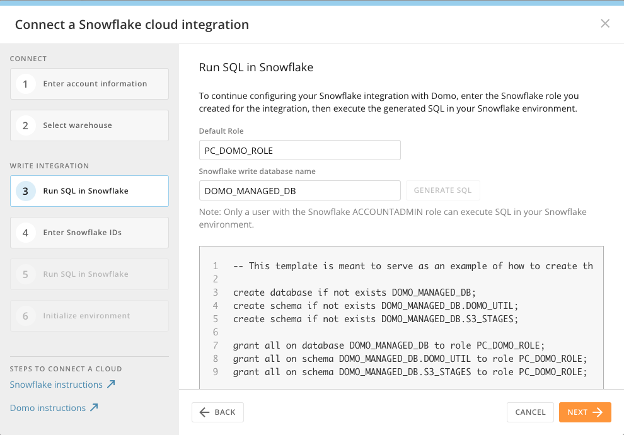 Connect a Snowflake cloud integration
CONNECT
1 Enter account information
2 Select warehouse
WRITE INTEGRATION
3 Run SQL in Snowflake
4 Enter Snowflake IDs
5 Run SQL in Snowflake
6 Initialize environment
STEPS TO CONNECT A CLOUD
Snowflake instructions
Domo instructions
Run SQL in Snowflake
To continue configuring your Snowflake integration with Domo, enter the Snowflake role you
created for the integration, then execute the generated SQL in your Snowflake environment.
Default Role
PC_DOMO_ROLE
Snowflake write database name
DOMO_MANAGED_DB GENERATE SQL
Note: Only a user with the Snowflake ACCOUNTADMIN role can execute SQL in your Snowflake
environment.
1 -- This template is meant to serve as an example of how to create th
2
3 create database if not exists DOMO_MANAGED_DB;
4 create schema if not exists DOMO_MANAGED_DB.DOMO_UTIL;
5 create schema if not exists DOMO_MANAGED_DB.S3_STAGES;
6
7 grant all on database DOMO_MANAGED_DB to role PC_DOMO_ROLE;
8 grant all on schema DOMO_MANAGED_DB.DOMO_UTIL to role PC_DOMO_ROLE;
9 grant all on schema DOMO_MANAGED_DB.S3_STAGES to role PC_DOMO_ROLE;
BACK CANCEL NEXT